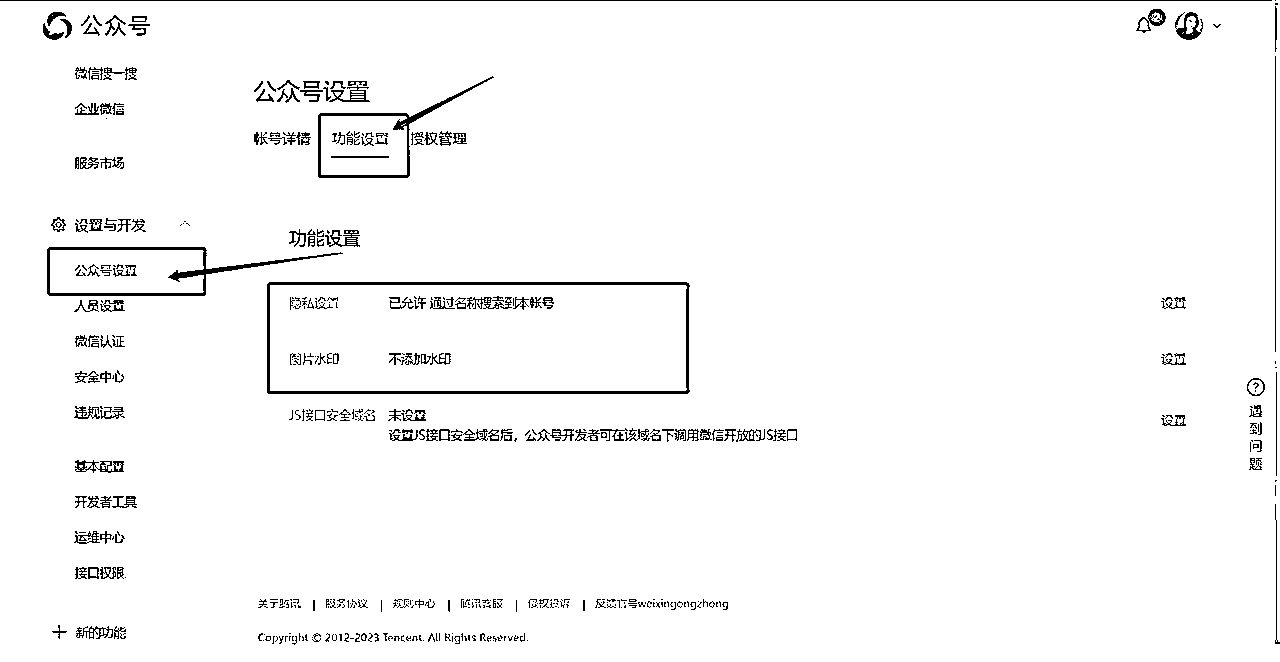 公众号
微信搜一搜
企业微信
服务市场
设置与开发
公众号设置
人员设置
微信认证
安全中心
违规记录
基本配置
开发者工具
运维中心
接口权限
新的功能
公众号设置
帐号详情 功能设置 授权管理
功能设置
隐私设置 已允许 通过名称搜索到本帐号 设置
图片水印 不添加水印 设置
JS接口安全域名 未设置 设置
设置JS接口安全域名后，公众号开发者可在该域名下调用微信开放的JS接口
遇到问题
关于腾讯 | 服务协议 | 规则中心 | 腾讯客服 | 侵权投诉 | 反馈官号weixingongzhong
Copyright © 2012-2023 Tencent. All Rights Reserved.